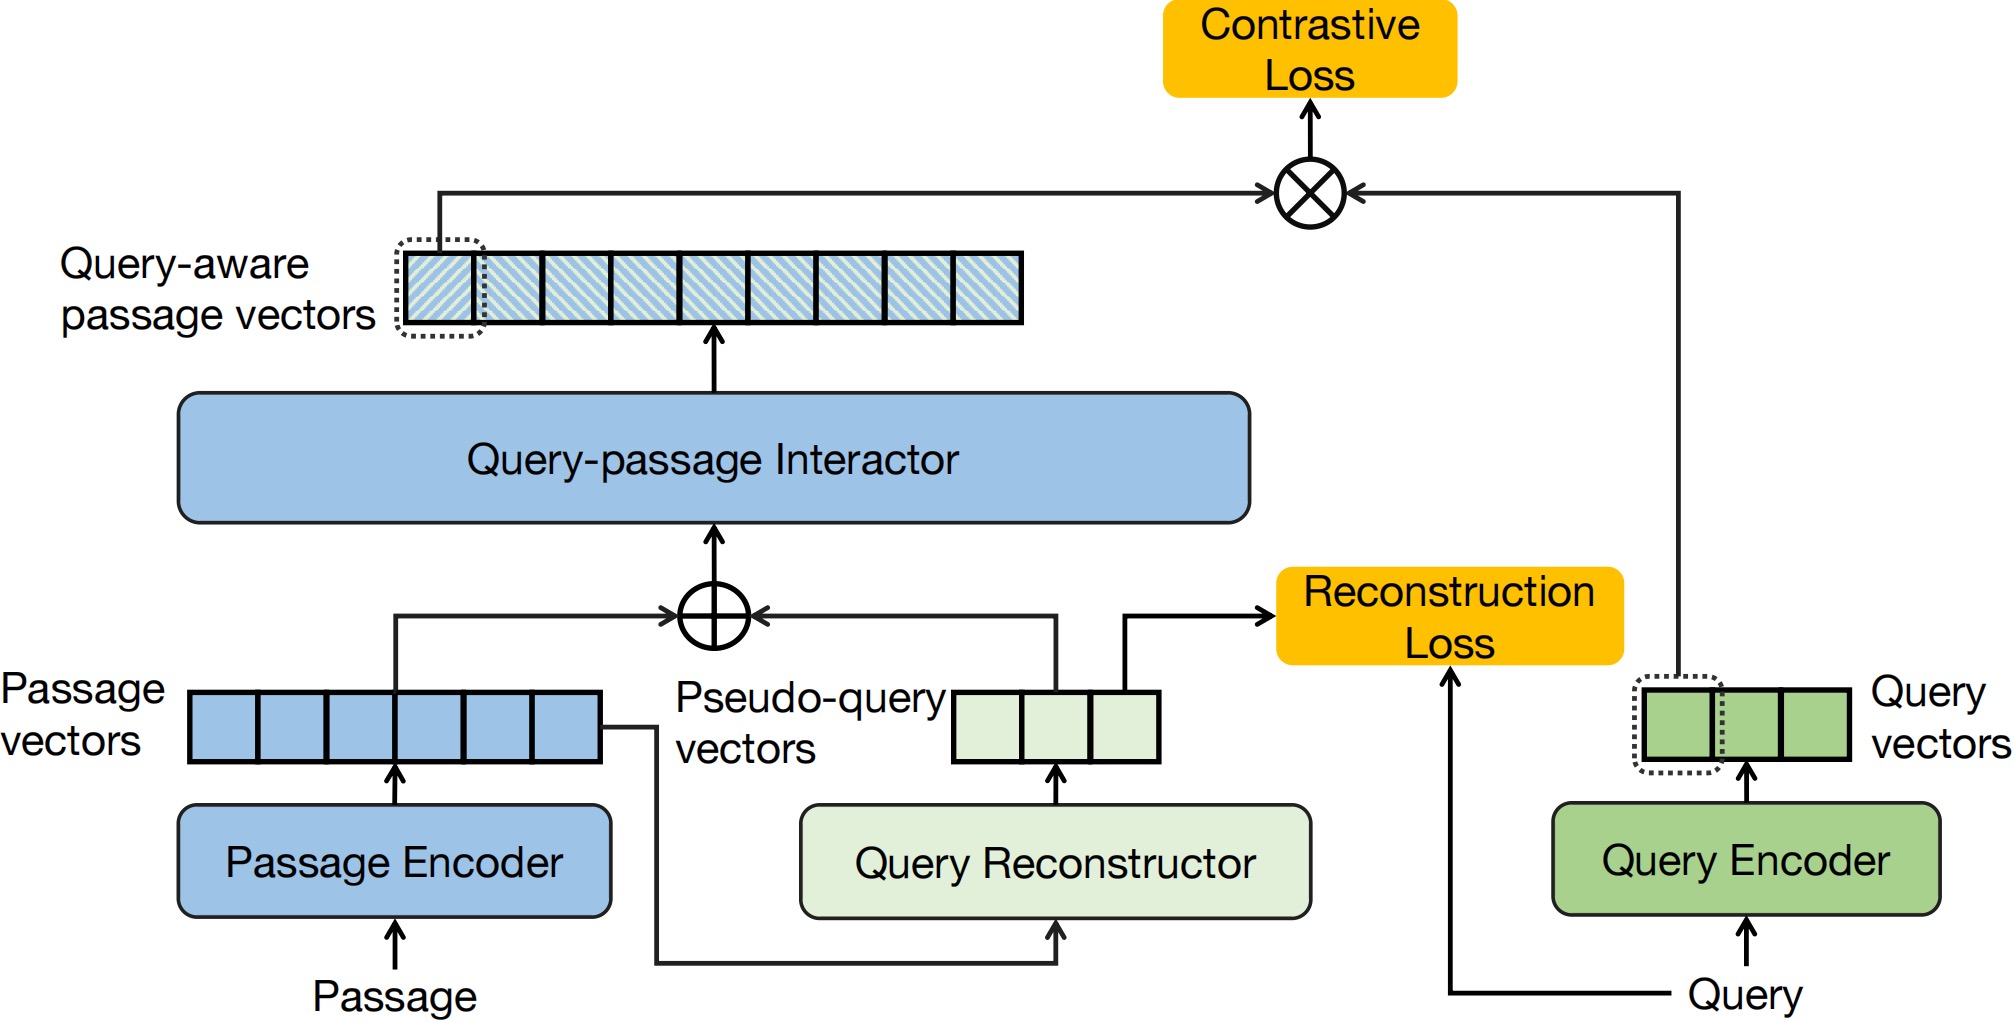 Contrastive
Loss
Query-aware
passage vectors
Query-passage Interactor
Reconstruction
Loss
Passage
vectors
Pseudo-query
vectors
Query
vectors
Passage Encoder
Query Reconstructor
Query Encoder
Passage
Query